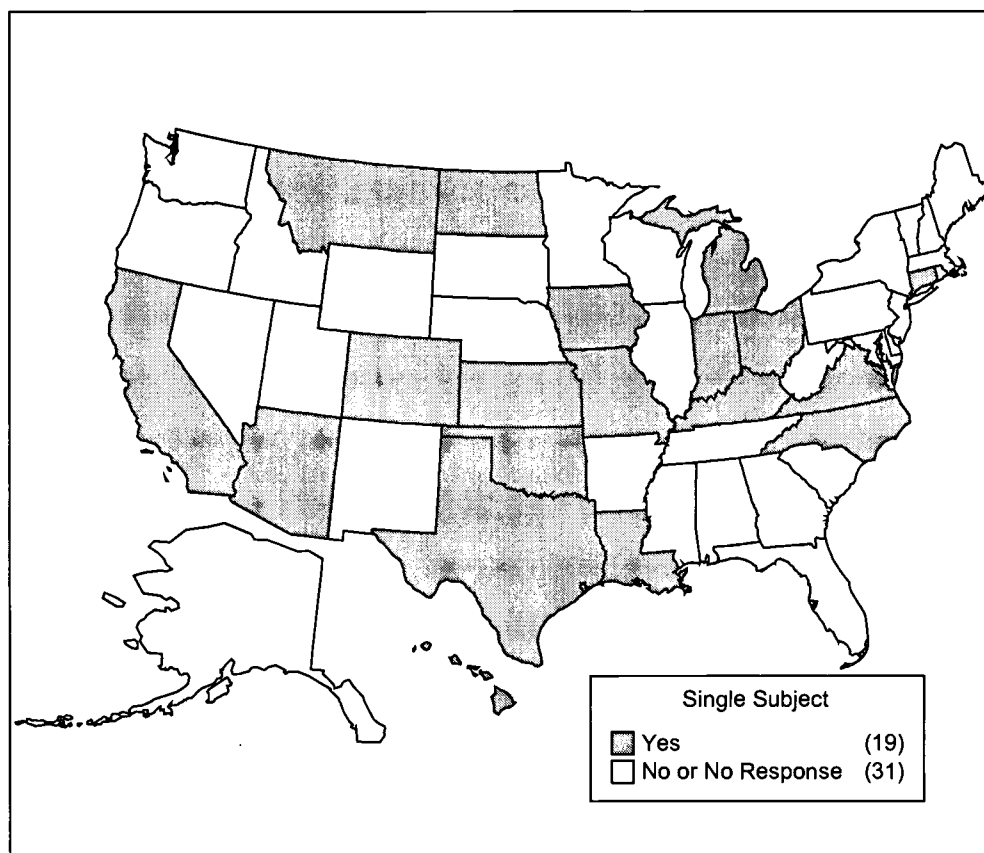 Single Subject
Yes (19)
No or No Response (31)